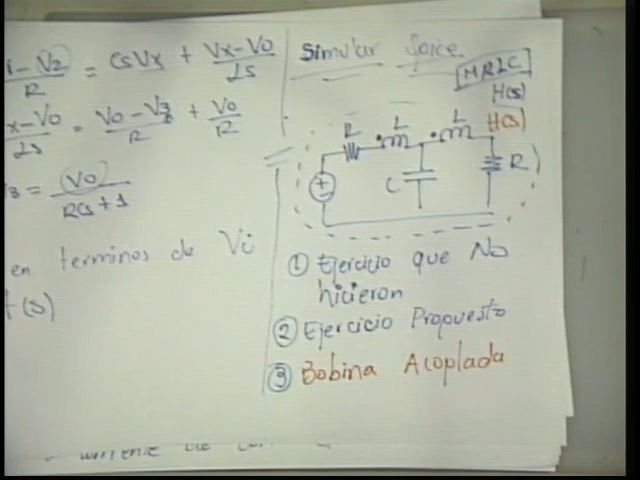 i - V2 / R = CsVx + Vx - Vo / Ls
x - Vo / Ls = Vo - V3 / R + Vo / R
3 = Vo / RCs + 1
en terminos de Vi
(s)
Simular Spice
MRLC
H(s)
H(s)
R L L
+ C R
① Ejercicio que No
hicieron
② Ejercicio Propuesto
③ Bobina Acoplada